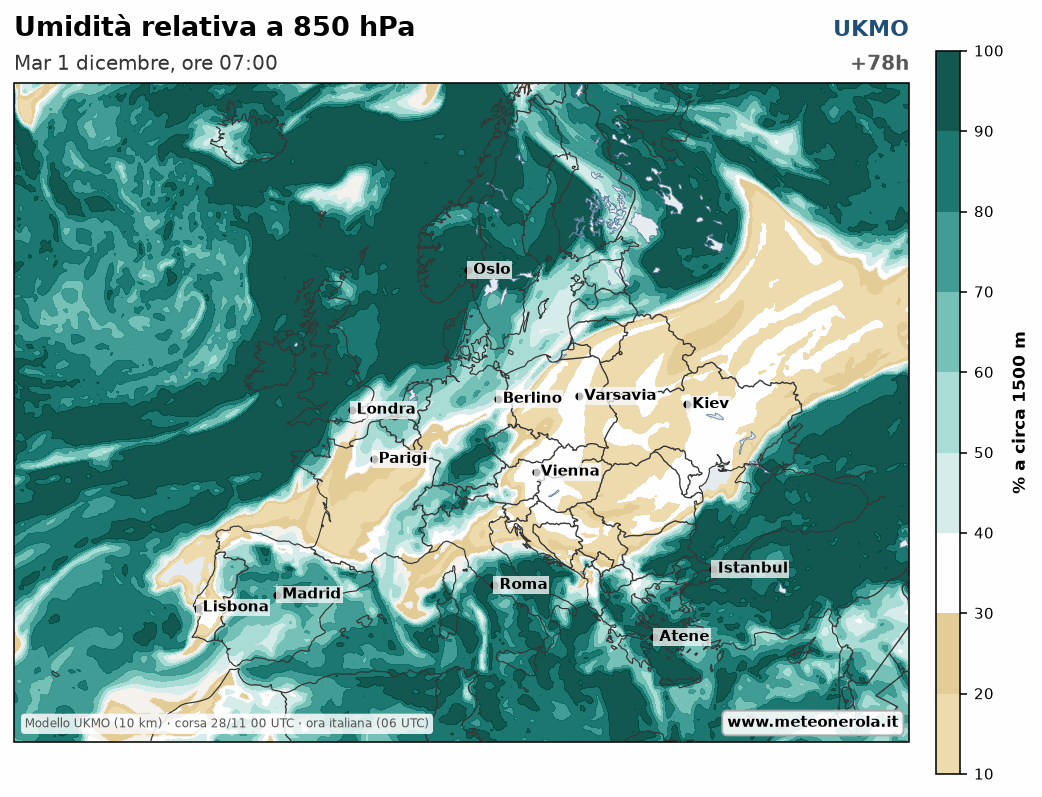 Umidità relativa a 850 hPa
UKMO
Mar 1 dicembre, ore 07:00
+78h
100
90
80
70
60
50
40
30
20
10
% a circa 1500 m
Oslo
Berlino
Varsavia
Kiev
Londra
Parigi
Vienna
Istanbul
Roma
Madrid
Lisbona
Atene
Modello UKMO (10 km) · corsa 28/11 00 UTC · ora italiana (06 UTC)
www.meteonerola.it